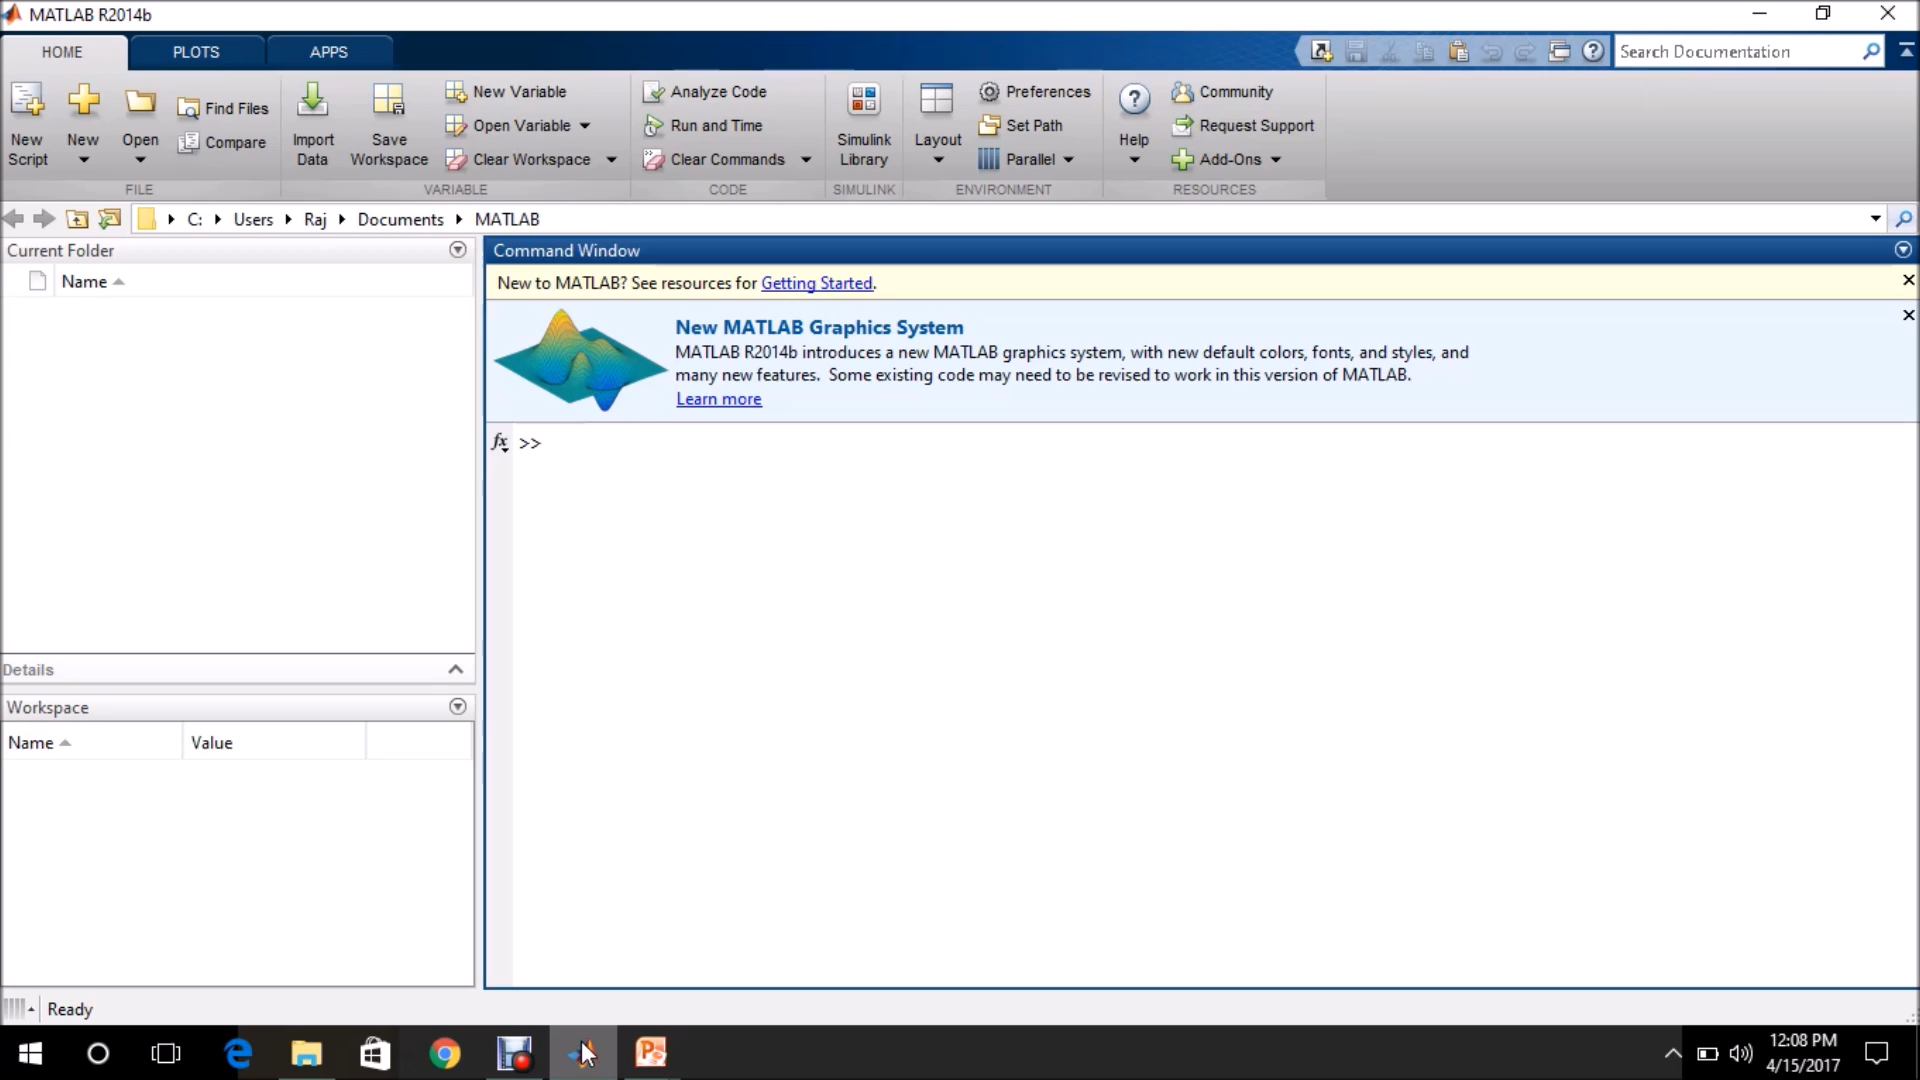 MATLAB R2014b
HOME PLOTS APPS
Search Documentation
New Script
New
Open
Find Files
Compare
FILE
Import Data
Save Workspace
New Variable
Open Variable
Clear Workspace
VARIABLE
Analyze Code
Run and Time
Clear Commands
CODE
Simulink Library
SIMULINK
Layout
Preferences
Set Path
Parallel
ENVIRONMENT
Help
Community
Request Support
Add-Ons
RESOURCES
C: Users Raj Documents MATLAB
Current Folder
Name
Details
Workspace
Name Value
Command Window
New to MATLAB? See resources for Getting Started.
New MATLAB Graphics System
MATLAB R2014b introduces a new MATLAB graphics system, with new default colors, fonts, and styles, and
many new features. Some existing code may need to be revised to work in this version of MATLAB.
Learn more
fx >>
Ready
12:08 PM
4/15/2017